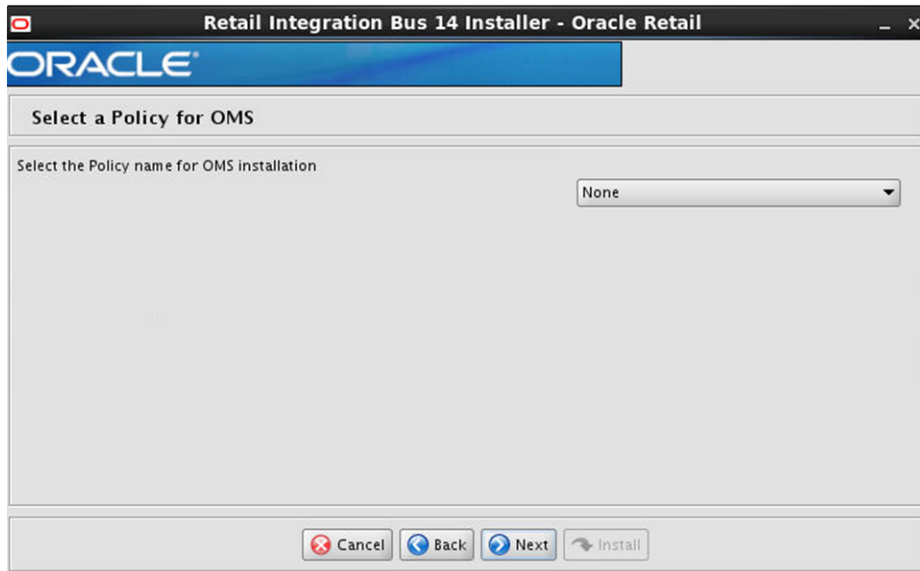 Retail Integration Bus 14 Installer - Oracle Retail
ORACLE®
Select a Policy for OMS
Select the Policy name for OMS installation
None
Cancel Back Next Install